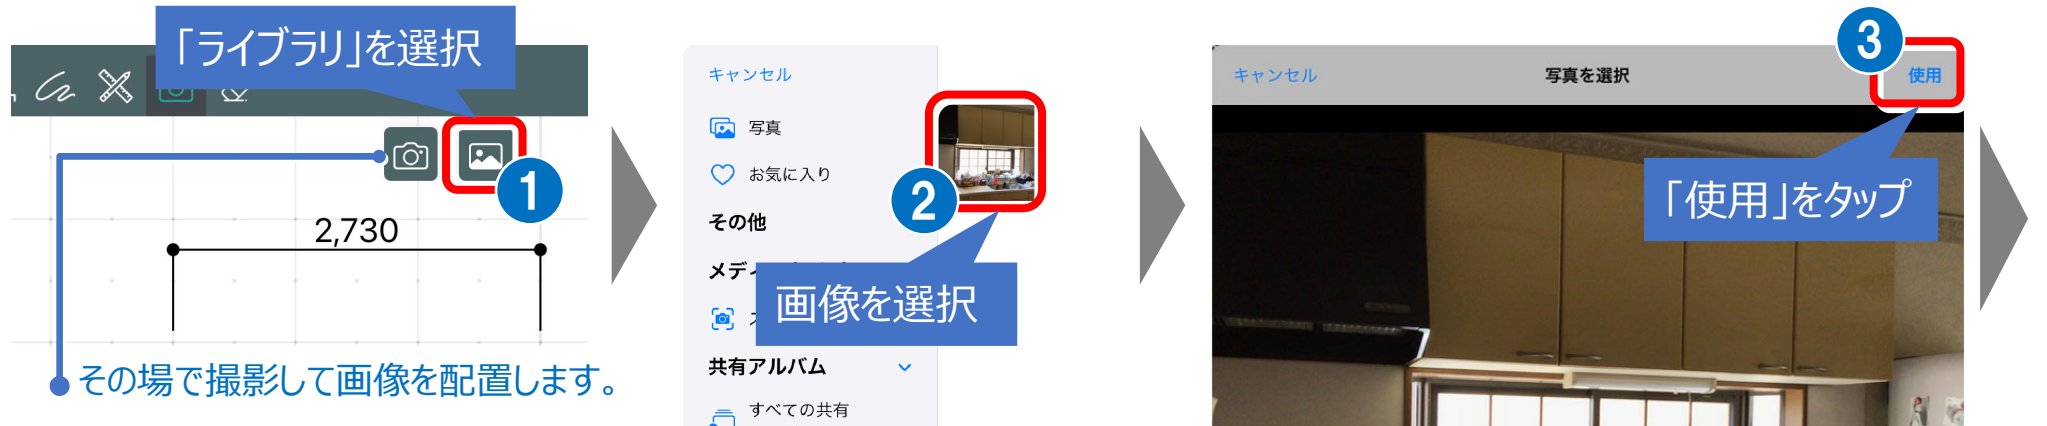 「ライブラリ」を選択
1
2,730
その場で撮影して画像を配置します。
キャンセル
写真
お気に入り
2
その他
メディ
画像を選択
共有アルバム
すべての共有
3
キャンセル
写真を選択
使用
「使用」をタップ